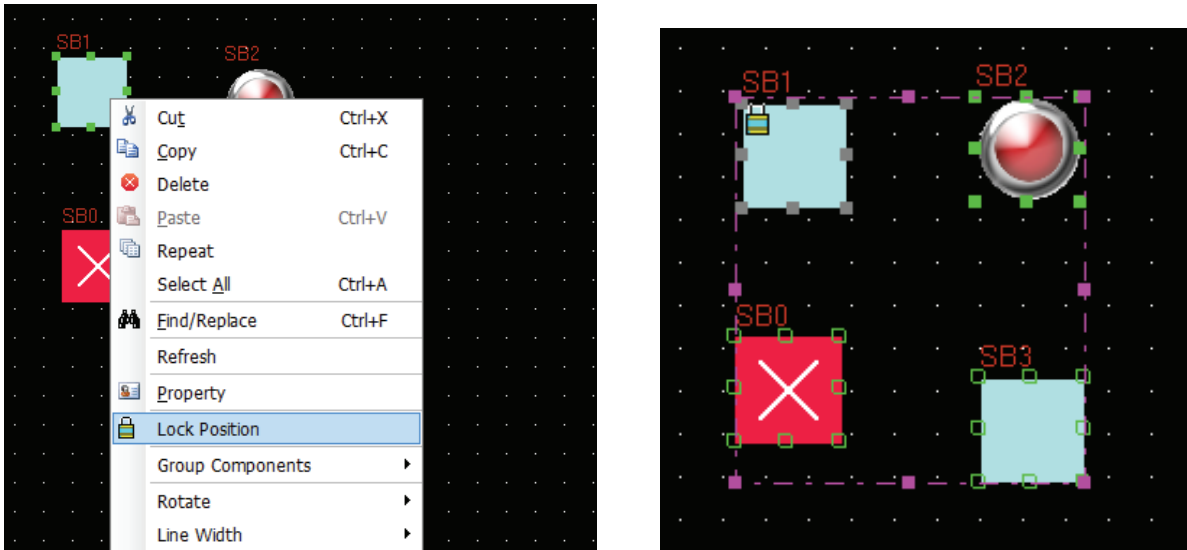 SB1
SB2
SB0
Cut Ctrl+X
Copy Ctrl+C
Delete
Paste Ctrl+V
Repeat
Select All Ctrl+A
Find/Replace Ctrl+F
Refresh
Property
Lock Position
Group Components
Rotate
Line Width
SB1
SB2
SB0
SB3